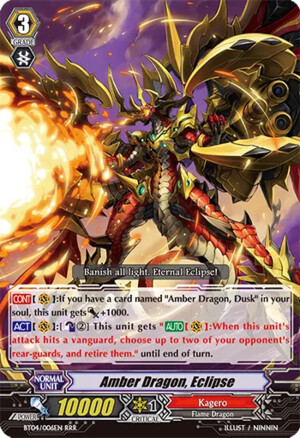 3
GRADE
Banish all light, Eternal Eclipse!
CONT [ ]:If you have a card named "Amber Dragon, Dusk" in
your soul, this unit gets +1000.
ACT [ ]:[ ②] This unit gets "AUTO[ ]:When this unit's
attack hits a vanguard, choose up to two of your opponent's
rear-guards, and retire them." until end of turn.
NORMAL UNIT
Amber Dragon, Eclipse
POWER
10000
1
CRITICAL
Kagero
Flame Dragon
BT04/006EN RRR
ILLUST / NINNIN